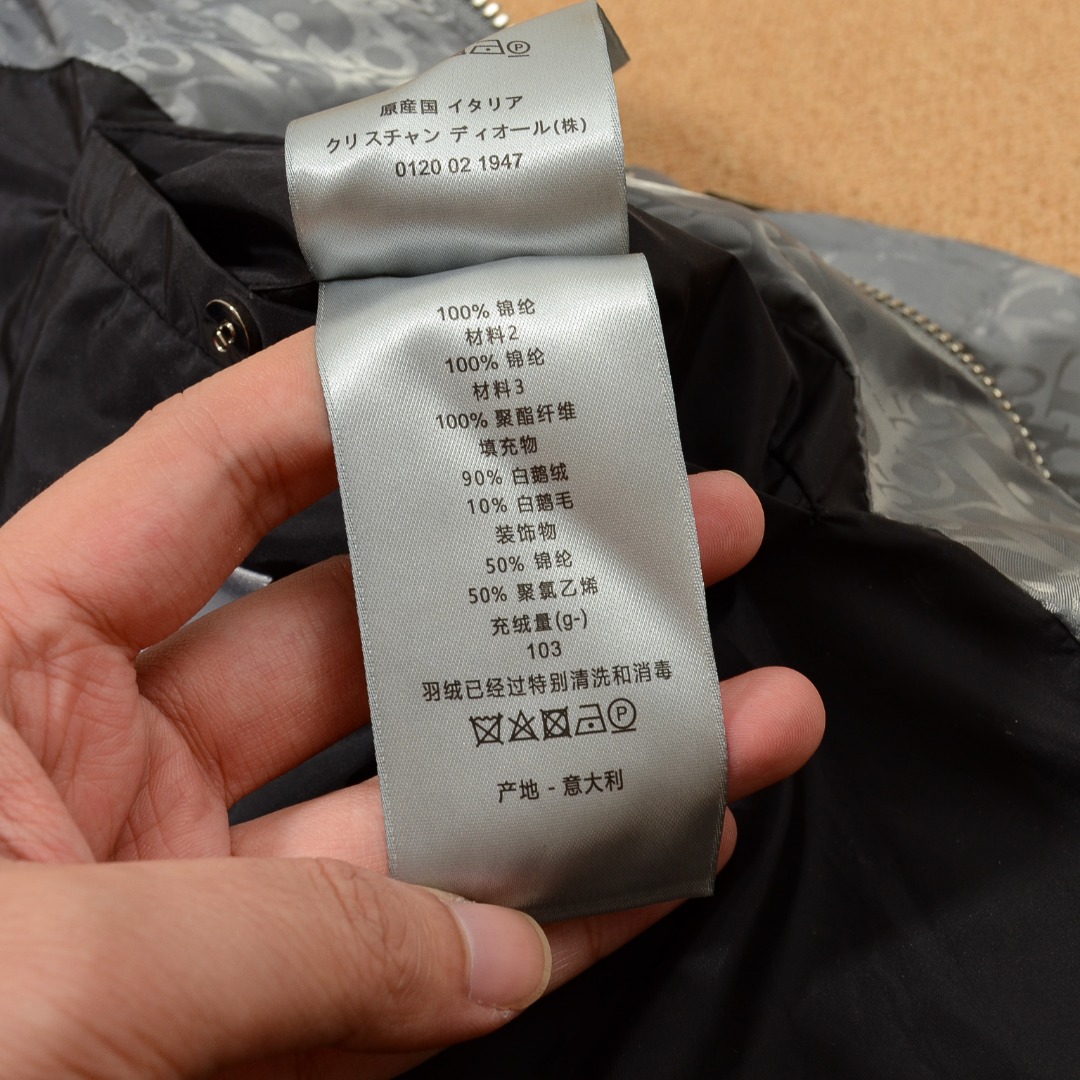 原産国 イタリア
クリスチャン ディオール(株)
0120 02 1947
100% 锦纶
材料2
100% 锦纶
材料3
100% 聚酯纤维
填充物
90% 白鹅绒
10% 白鹅毛
装饰物
50% 锦纶
50% 聚氯乙烯
充绒量(g-)
103
羽绒已经过特别清洗和消毒
产地 - 意大利